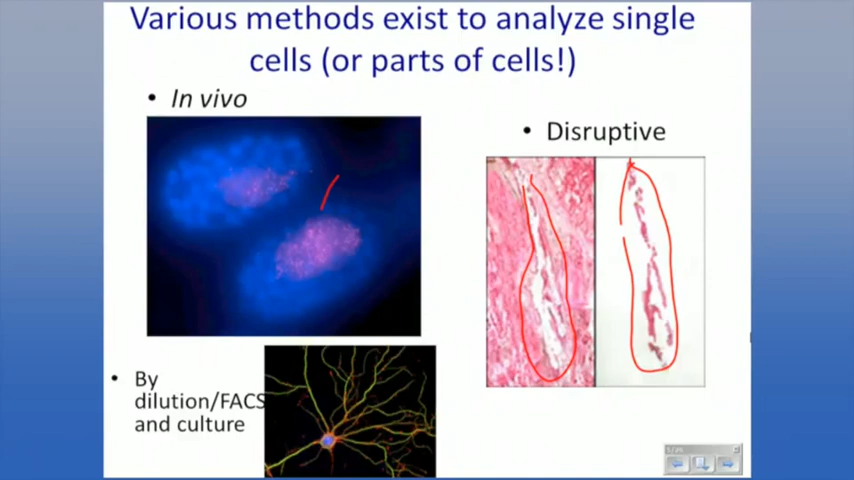 Various methods exist to analyze single
cells (or parts of cells!)
• In vivo
• Disruptive
• By
dilution/FACS
and culture